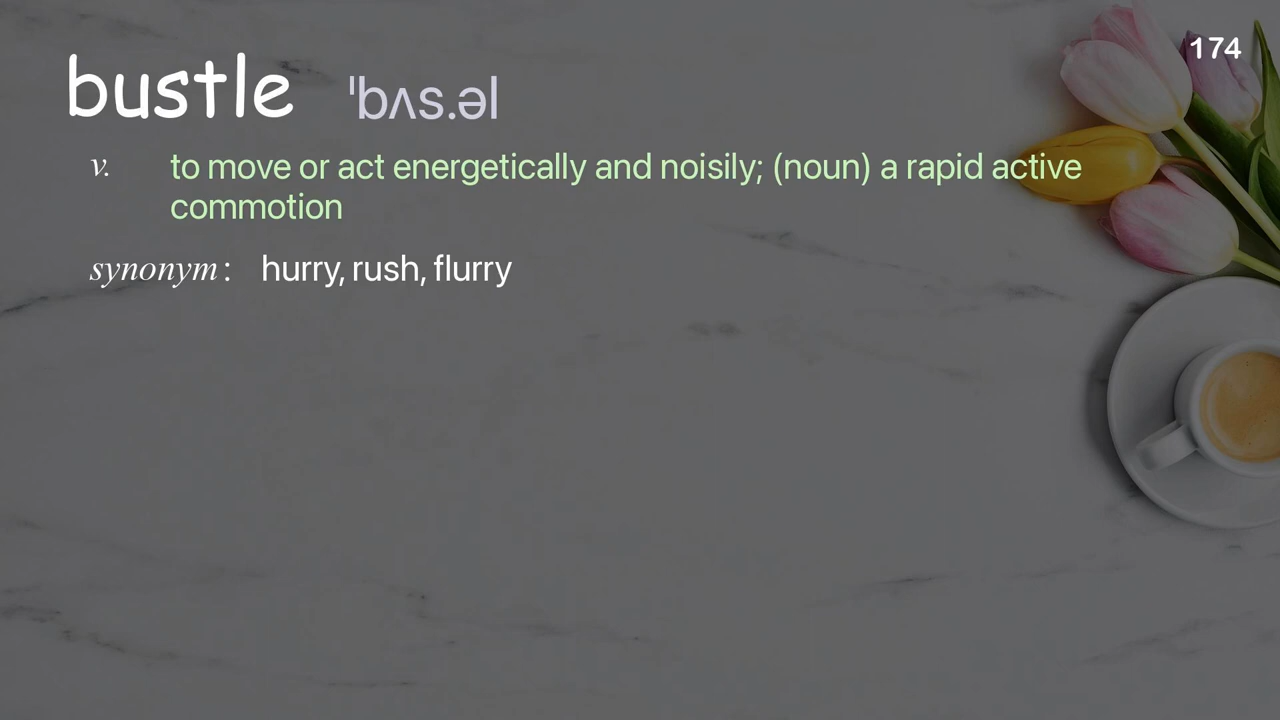 174
bustle ˈbʌs.əl
v. to move or act energetically and noisily; (noun) a rapid active
commotion
synonym: hurry, rush, flurry